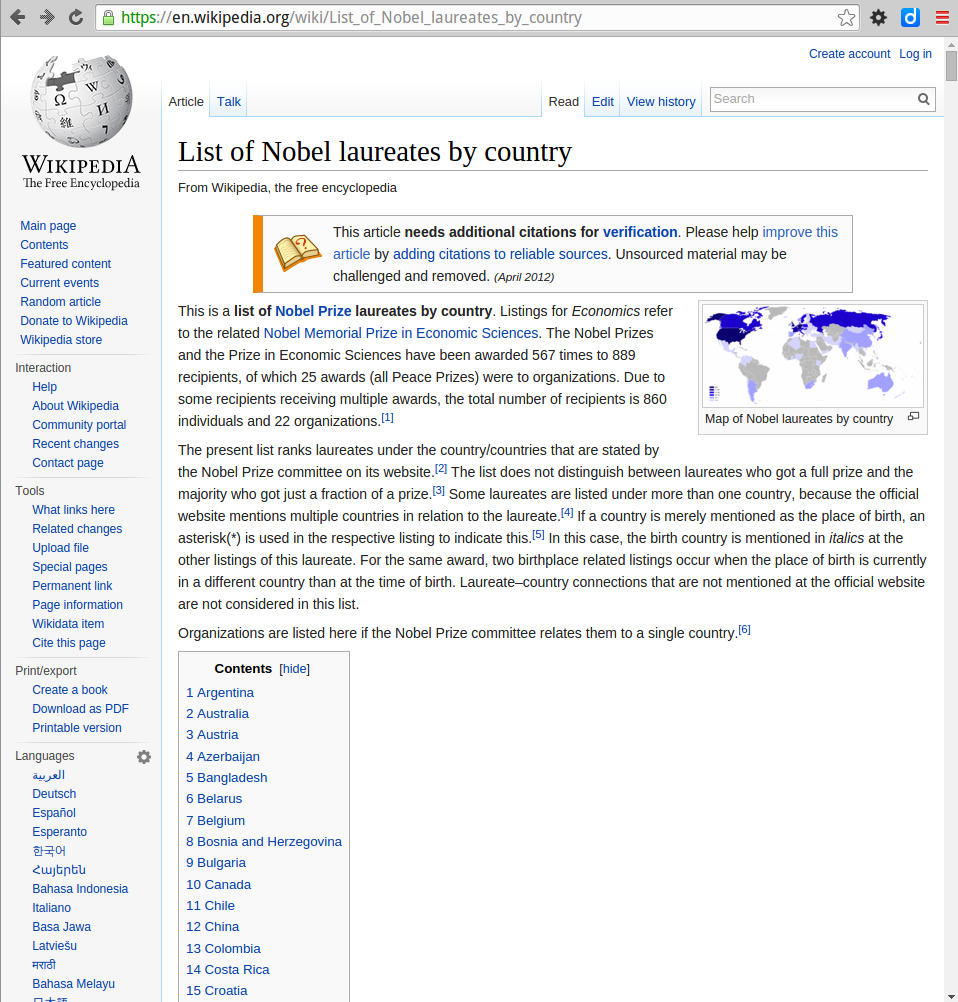 https://en.wikipedia.org/wiki/List_of_Nobel_laureates_by_country
Create account Log in
Article Talk Read Edit View history Search
WIKIPEDIA
The Free Encyclopedia
Main page
Contents
Featured content
Current events
Random article
Donate to Wikipedia
Wikipedia store
Interaction
Help
About Wikipedia
Community portal
Recent changes
Contact page
Tools
What links here
Related changes
Upload file
Special pages
Permanent link
Page information
Wikidata item
Cite this page
Print/export
Create a book
Download as PDF
Printable version
Languages
العربية
Deutsch
Español
Esperanto
한국어
Հայերեն
Bahasa Indonesia
Italiano
Basa Jawa
Latviešu
मराठी
Bahasa Melayu
List of Nobel laureates by country
From Wikipedia, the free encyclopedia
This article needs additional citations for verification. Please help improve this
article by adding citations to reliable sources. Unsourced material may be
challenged and removed. (April 2012)
This is a list of Nobel Prize laureates by country. Listings for Economics refer
to the related Nobel Memorial Prize in Economic Sciences. The Nobel Prizes
and the Prize in Economic Sciences have been awarded 567 times to 889
recipients, of which 25 awards (all Peace Prizes) were to organizations. Due to
some recipients receiving multiple awards, the total number of recipients is 860
individuals and 22 organizations.[1]
Map of Nobel laureates by country
The present list ranks laureates under the country/countries that are stated by
the Nobel Prize committee on its website.[2] The list does not distinguish between laureates who got a full prize and the
majority who got just a fraction of a prize.[3] Some laureates are listed under more than one country, because the official
website mentions multiple countries in relation to the laureate.[4] If a country is merely mentioned as the place of birth, an
asterisk(*) is used in the respective listing to indicate this.[5] In this case, the birth country is mentioned in italics at the
other listings of this laureate. For the same award, two birthplace related listings occur when the place of birth is currently
in a different country than at the time of birth. Laureate–country connections that are not mentioned at the official website
are not considered in this list.
Organizations are listed here if the Nobel Prize committee relates them to a single country.[6]
Contents [hide]
1 Argentina
2 Australia
3 Austria
4 Azerbaijan
5 Bangladesh
6 Belarus
7 Belgium
8 Bosnia and Herzegovina
9 Bulgaria
10 Canada
11 Chile
12 China
13 Colombia
14 Costa Rica
15 Croatia